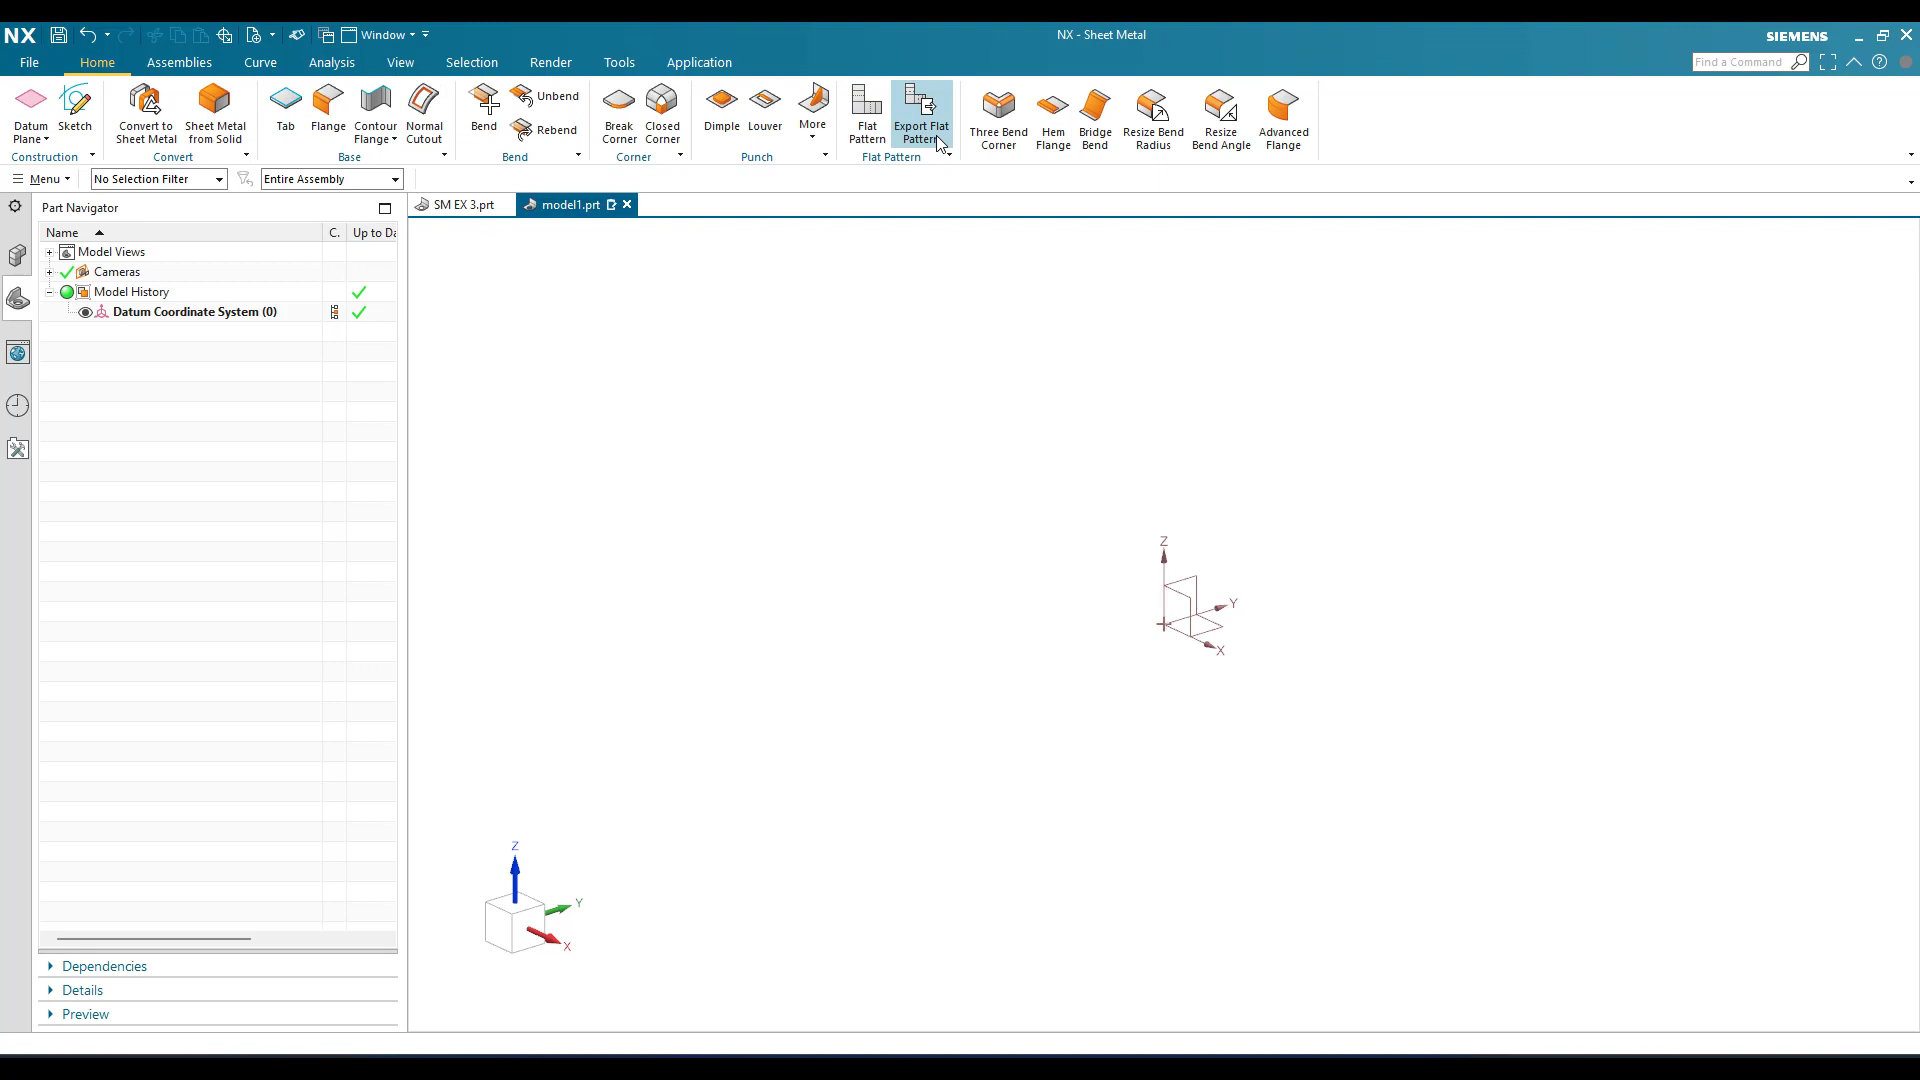 NX
Window
NX - Sheet Metal
SIEMENS
File
Home
Assemblies
Curve
Analysis
View
Selection
Render
Tools
Application
Find a Command
Datum
Plane
Sketch
Construction
Convert to
Sheet Metal
Sheet Metal
from Solid
Convert
Tab
Flange
Contour
Flange
Normal
Cutout
Base
Bend
Unbend
Rebend
Bend
Break
Corner
Closed
Corner
Corner
Dimple
Louver
More
Punch
Flat
Pattern
Export Flat
Pattern
Flat Pattern
Three Bend
Corner
Hem
Flange
Bridge
Bend
Resize Bend
Radius
Resize
Bend Angle
Advanced
Flange
Menu
No Selection Filter
Entire Assembly
Part Navigator
SM EX 3.prt
model1.prt
Name
C.
Up to Da
Model Views
Cameras
Model History
Datum Coordinate System (0)
Z
Y
X
Z
Y
X
Dependencies
Details
Preview